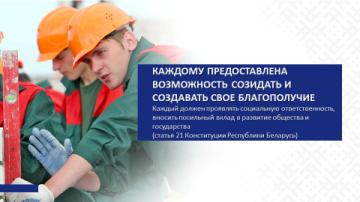 КАЖДОМУ ПРЕДОСТАВЛЕНА
ВОЗМОЖНОСТЬ СОЗИДАТЬ И
СОЗДАВАТЬ СВОЕ БЛАГОПОЛУЧИЕ
Каждый должен проявлять социальную ответственность,
вносить посильный вклад в развитие общества и
государства
(статья 21 Конституции Республики Беларусь)